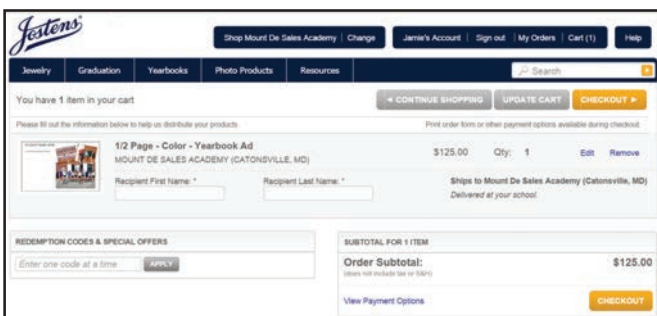 Jostens
Shop Mount De Sales Academy | Change
Jamie's Account | Sign out | My Orders | Cart (1)
Help
Jewelry Graduation Yearbooks Photo Products Resources
Search
You have 1 item in your cart
◄ CONTINUE SHOPPING UPDATE CART CHECKOUT ►
Please fill out the information below to help us distribute your products.
Print order form or other payment options available during checkout.
1/2 Page - Color - Yearbook Ad
MOUNT DE SALES ACADEMY (CATONSVILLE, MD)
$125.00 Qty: 1 Edit Remove
Recipient First Name: * Recipient Last Name: *
Ships to Mount De Sales Academy (Catonsville, MD)
Delivered at your school.
REDEMPTION CODES & SPECIAL OFFERS
Enter one code at a time APPLY
SUBTOTAL FOR 1 ITEM
Order Subtotal: $125.00
(does not include tax or S&H)
View Payment Options CHECKOUT